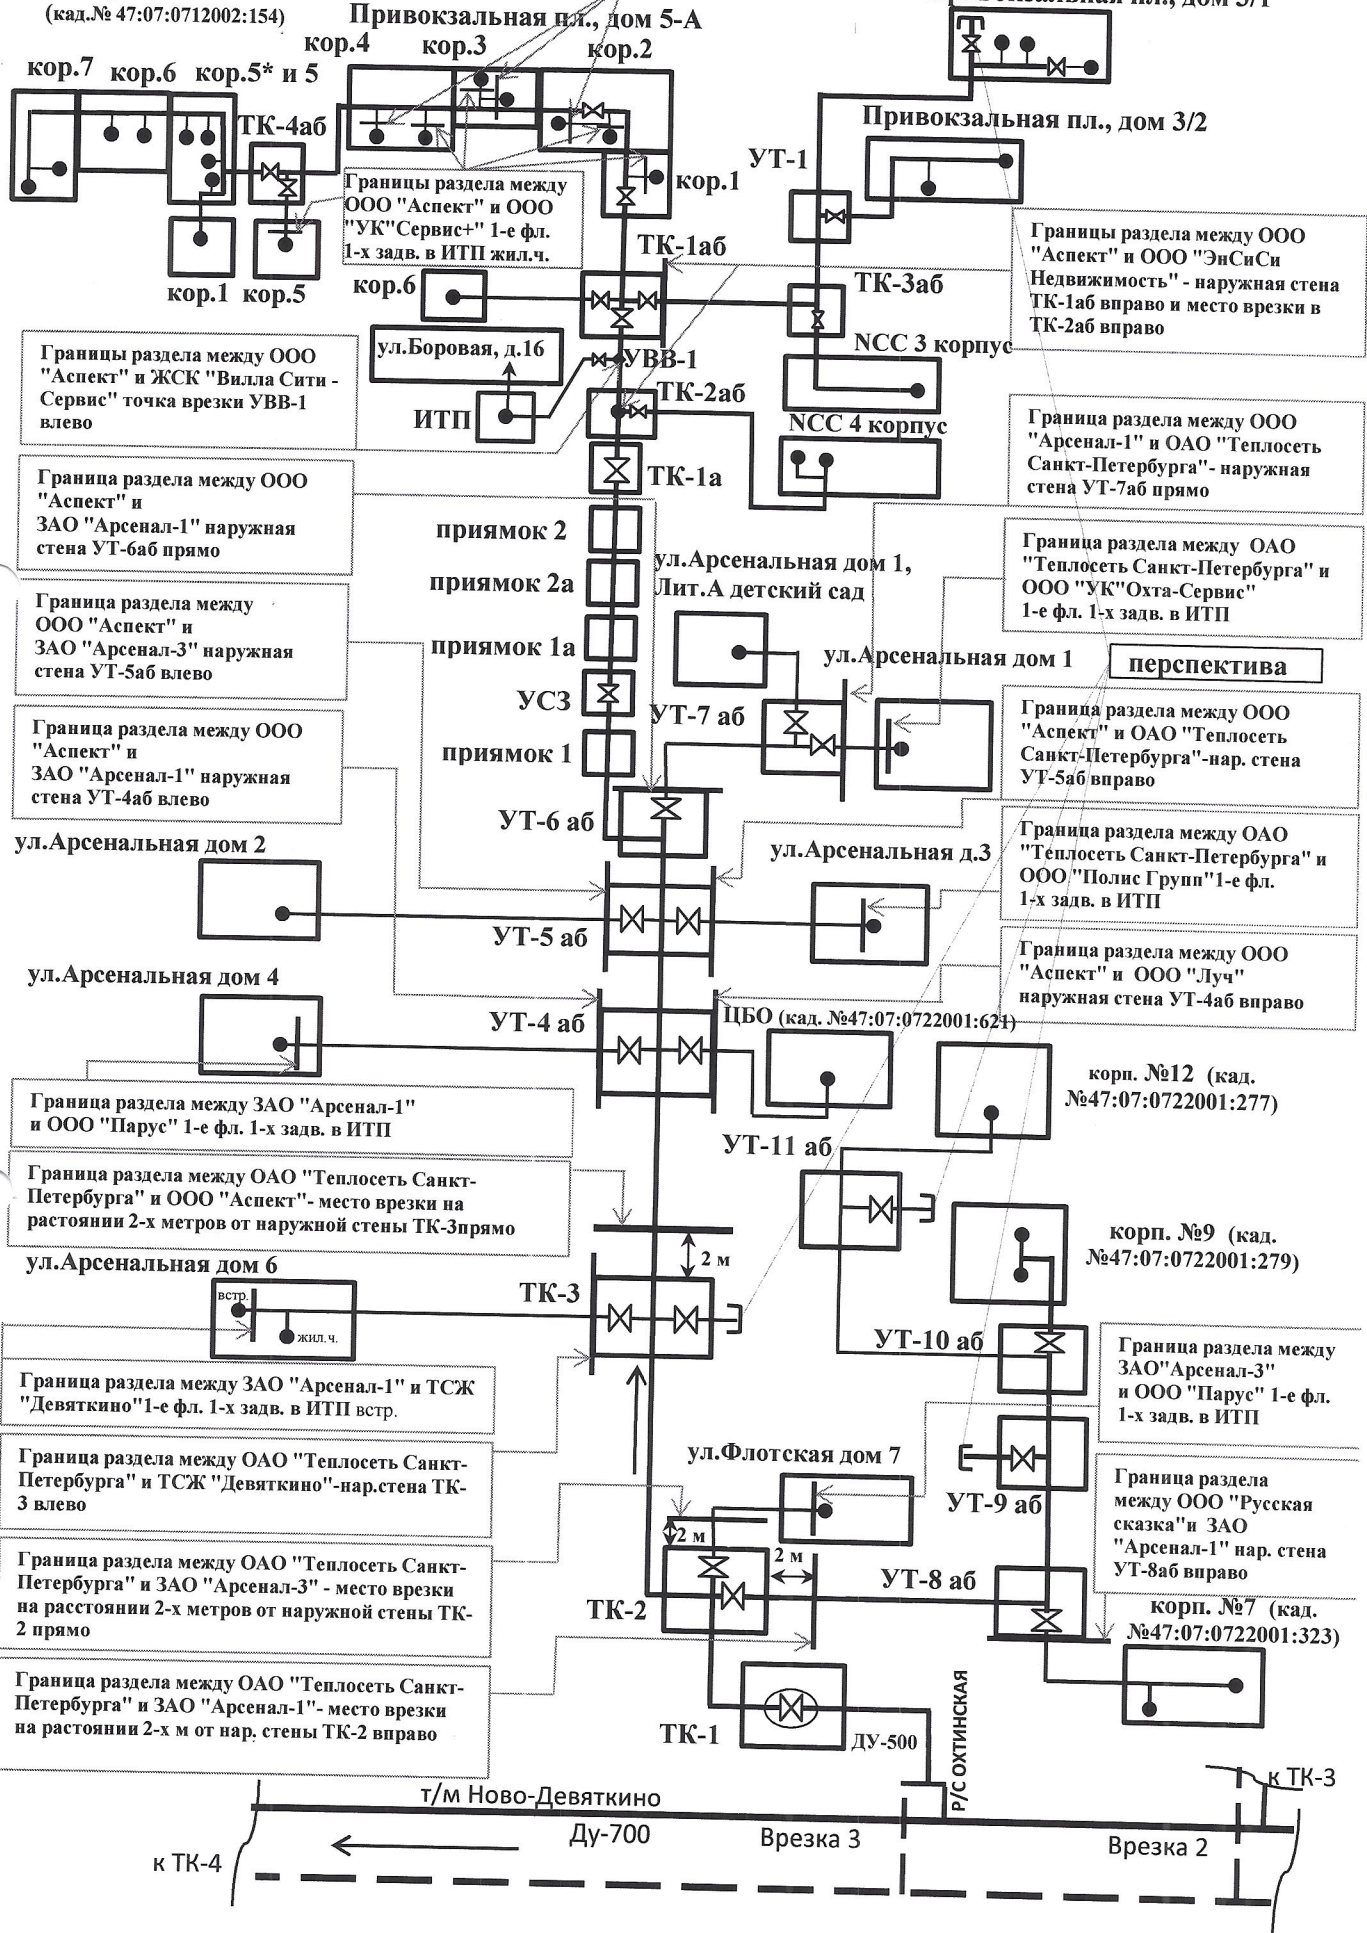 (кад.№ 47:07:0712002:154)
Привокзальная пл., дом 5-А
кор.4
кор.3
кор.2
кор.7
кор.6
кор.5* и 5
ТК-4аб
кор.1
кор.5
кор.1
Границы раздела между
ООО "Аспект" и ООО
"УК"Сервис+" 1-е фл.
1-х задв. в ИТП жил.ч.
Привокзальная пл., дом 3/2
УТ-1
ТК-1аб
кор.6
ТК-3аб
Границы раздела между ООО
"Аспект" и ООО "ЭнСиСи
Недвижимость" - наружная стена
ТК-1аб вправо и место врезки в
ТК-2аб вправо
ул.Боровая, д.16
УВВ-1
NCC 3 корпус
Границы раздела между ООО
"Аспект" и ЖСК "Вилла Сити -
Сервис" точка врезки УВВ-1
влево
ИТП
ТК-2аб
NCC 4 корпус
ТК-1а
Граница раздела между ООО
"Арсенал-1" и ОАО "Теплосеть
Санкт-Петербурга"- наружная
стена УТ-7аб прямо
Граница раздела между ООО
"Аспект" и
ЗАО "Арсенал-1" наружная
стена УТ-6аб прямо
приямок 2
приямок 2а
приямок 1а
УСЗ
приямок 1
ул.Арсенальная дом 1,
Лит.А детский сад
Граница раздела между ОАО
"Теплосеть Санкт-Петербурга" и
ООО "УК"Охта-Сервис"
1-е фл. 1-х задв. в ИТП
Граница раздела между
ООО "Аспект" и
ЗАО "Арсенал-3" наружная
стена УТ-5аб влево
ул.Арсенальная дом 1
перспектива
УТ-7 аб
Граница раздела между ООО
"Аспект" и
ЗАО "Арсенал-1" наружная
стена УТ-4аб влево
Граница раздела между ООО
"Аспект" и ОАО "Теплосеть
Санкт-Петербурга"-нар. стена
УТ-5аб вправо
УТ-6 аб
ул.Арсенальная дом 2
ул.Арсенальная д.3
Граница раздела между ОАО
"Теплосеть Санкт-Петербурга" и
ООО "Полис Групп"1-е фл.
1-х задв. в ИТП
УТ-5 аб
Граница раздела между ООО
"Аспект" и ООО "Луч"
наружная стена УТ-4аб вправо
ул.Арсенальная дом 4
УТ-4 аб
ЦБО (кад. №47:07:0722001:621)
корп. №12 (кад.
№47:07:0722001:277)
Граница раздела между ЗАО "Арсенал-1"
и ООО "Парус" 1-е фл. 1-х задв. в ИТП
УТ-11 аб
Граница раздела между ОАО "Теплосеть Санкт-
Петербурга" и ООО "Аспект"- место врезки на
растоянии 2-х метров от наружной стены ТК-3прямо
2 м
корп. №9 (кад.
№47:07:0722001:279)
ул.Арсенальная дом 6
встр.
жил.ч.
ТК-3
УТ-10 аб
Граница раздела между
ЗАО"Арсенал-3"
и ООО "Парус" 1-е фл.
1-х задв. в ИТП
Граница раздела между ЗАО "Арсенал-1" и ТСЖ
"Девяткино"1-е фл. 1-х задв. в ИТП встр.
ул.Флотская дом 7
Граница раздела между ОАО "Теплосеть Санкт-
Петербурга" и ТСЖ "Девяткино"-нар.стена ТК-
3 влево
УТ-9 аб
Граница раздела
между ООО "Русская
сказка"и ЗАО
"Арсенал-1" нар. стена
УТ-8аб вправо
2 м
2 м
Граница раздела между ОАО "Теплосеть Санкт-
Петербурга" и ЗАО "Арсенал-3" - место врезки
на расстоянии 2-х метров от наружной стены ТК-
2 прямо
ТК-2
УТ-8 аб
корп. №7 (кад.
№47:07:0722001:323)
Граница раздела между ОАО "Теплосеть Санкт-
Петербурга" и ЗАО "Арсенал-1"- место врезки
на растоянии 2-х м от нар. стены ТК-2 вправо
ТК-1
ДУ-500
Р/С ОХТИНСКАЯ
к ТК-3
т/м Ново-Девяткино
Ду-700
Врезка 3
Врезка 2
к ТК-4